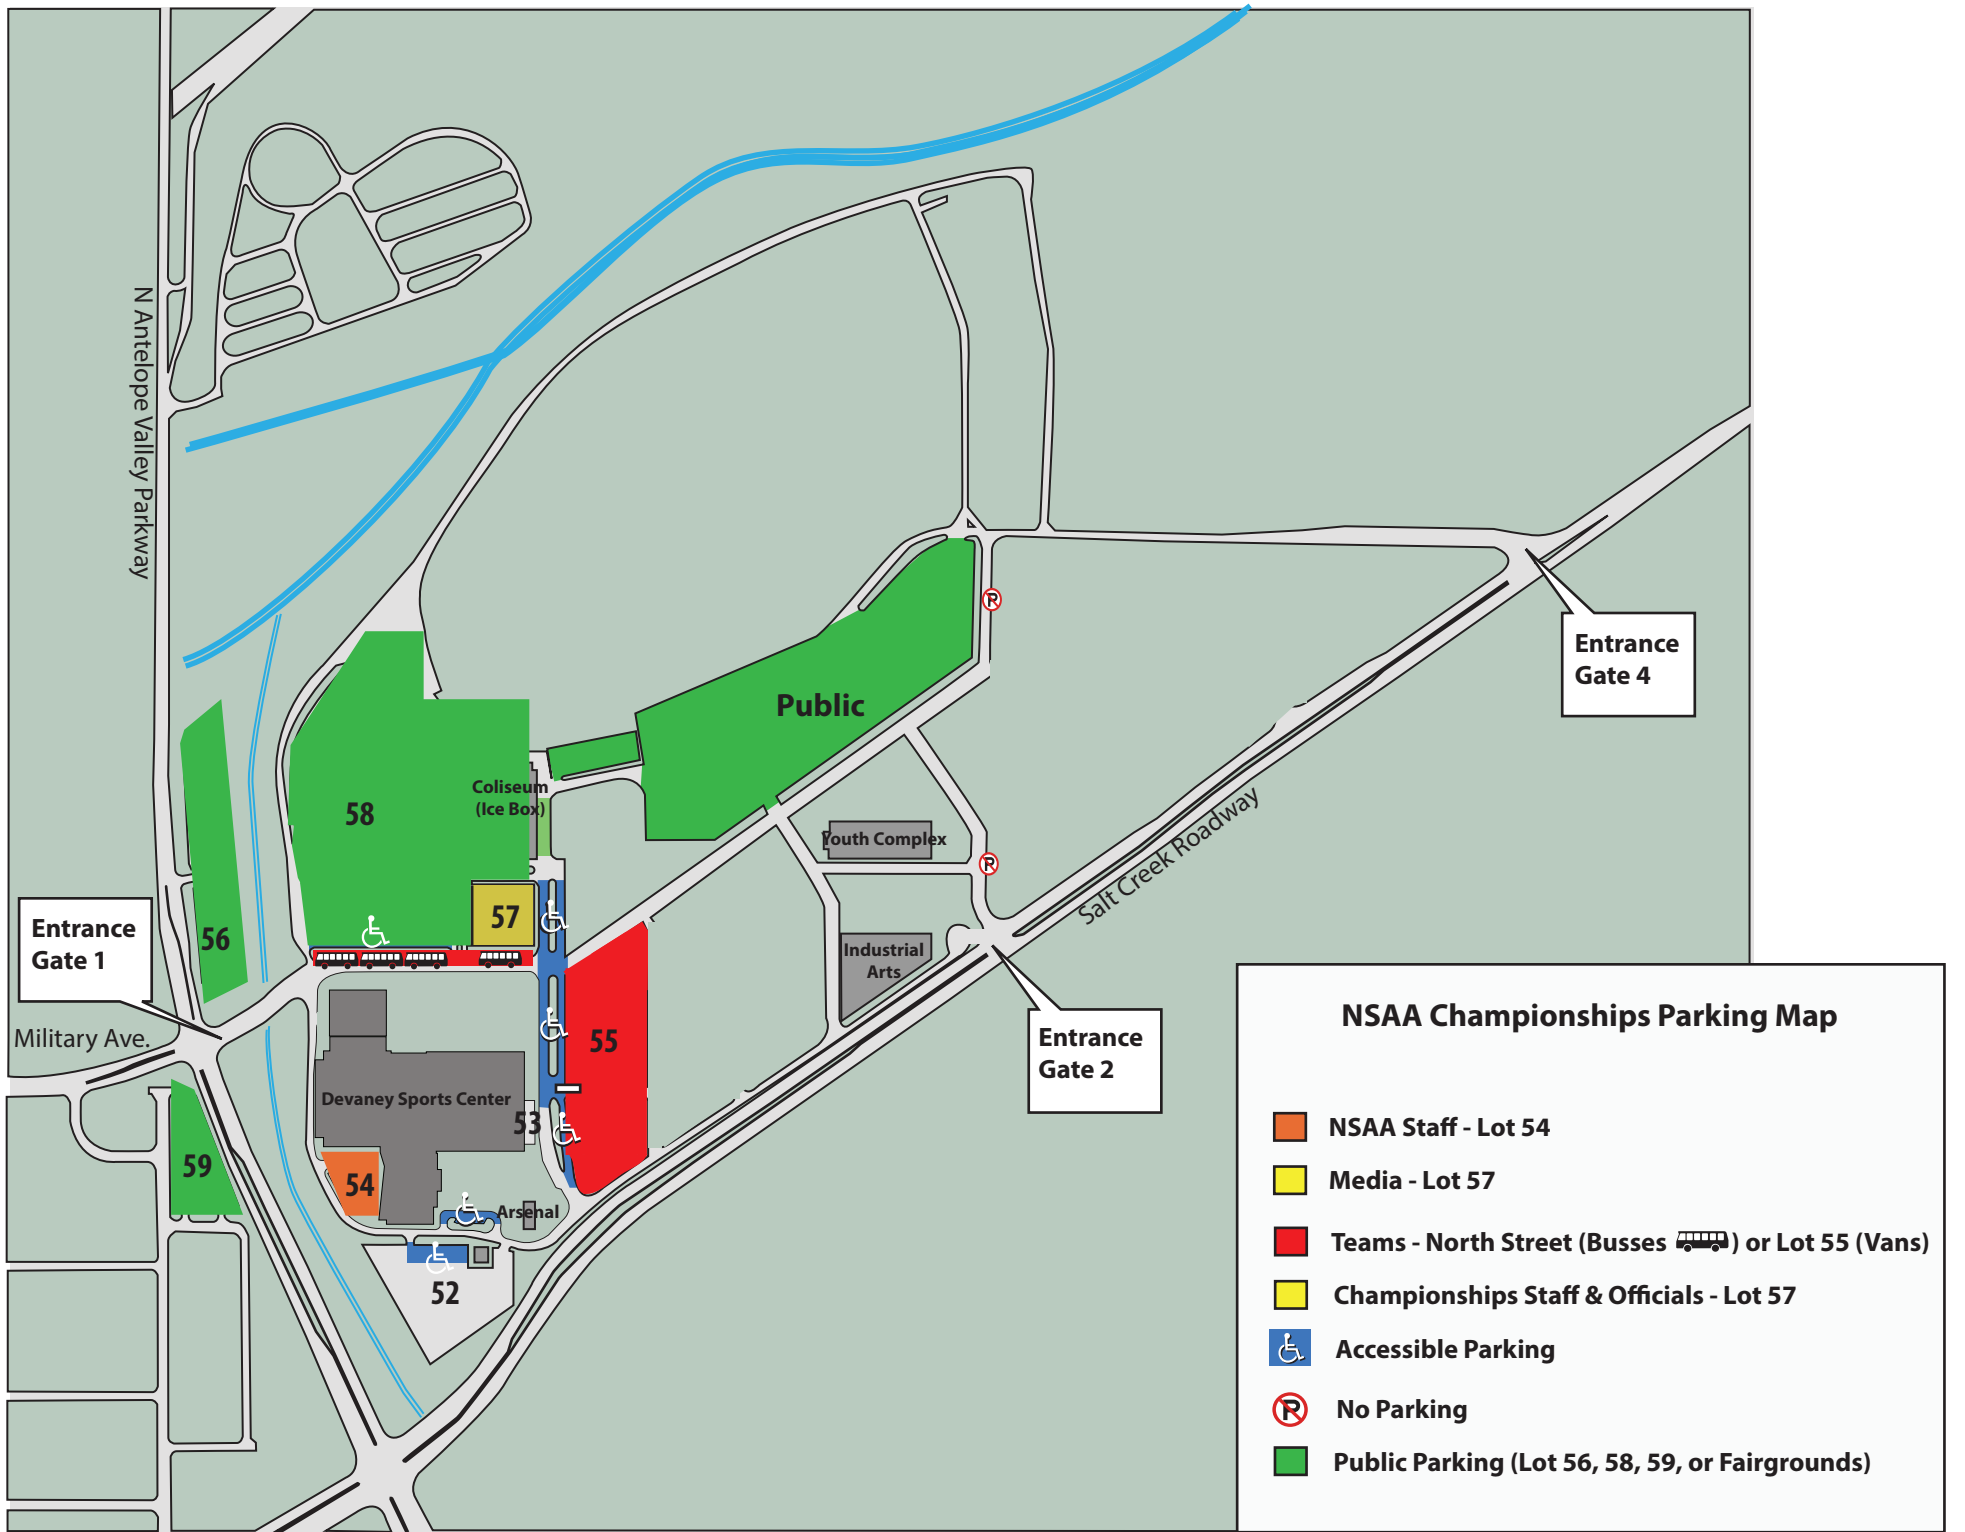 N Antelope Valley Parkway
Public
58
Coliseum
(Ice Box)
Youth Complex
57
56
Entrance
Gate 1
Military Ave.
Industrial
Arts
55
Devaney Sports Center
53
54
59
Arsenal
52
Salt Creek Roadway
Entrance
Gate 4
Entrance
Gate 2
NSAA Championships Parking Map
NSAA Staff - Lot 54
Media - Lot 57
Teams - North Street (Busses ) or Lot 55 (Vans)
Championships Staff & Officials - Lot 57
Accessible Parking
P
No Parking
Public Parking (Lot 56, 58, 59, or Fairgrounds)
P
P